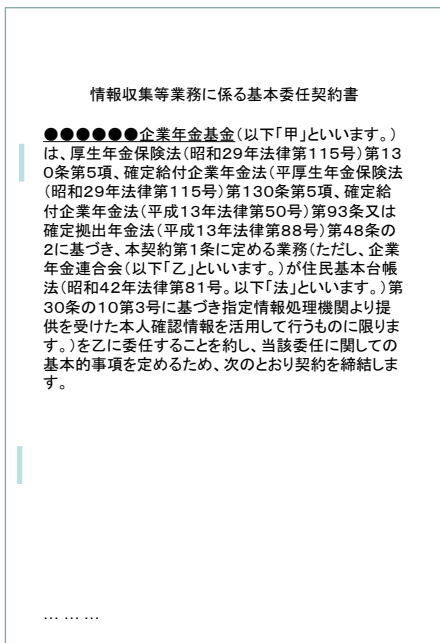 情報収集等業務に係る基本委任契約書
●●●●●●企業年金基金（以下「甲」といいます。）
は、厚生年金保険法（昭和29年法律第115号）第13
0条第5項、確定給付企業年金法（平厚生年金保険法
（昭和29年法律第115号）第130条第5項、確定給
付企業年金法（平成13年法律第50号）第93条又は
確定拠出年金法（平成13年法律第88号）第48条の
2に基づき、本契約第1条に定める業務（ただし、企業
年金連合会（以下「乙」といいます。）が住民基本台帳
法（昭和42年法律第81号。以下「法」といいます。）第
30条の10第3号に基づき指定情報処理機関より提
供を受けた本人確認情報を活用して行うものに限りま
す。）を乙に委任することを約し、当該委任に関しての
基本的事項を定めるため、次のとおり契約を締結しま
す。
… … …